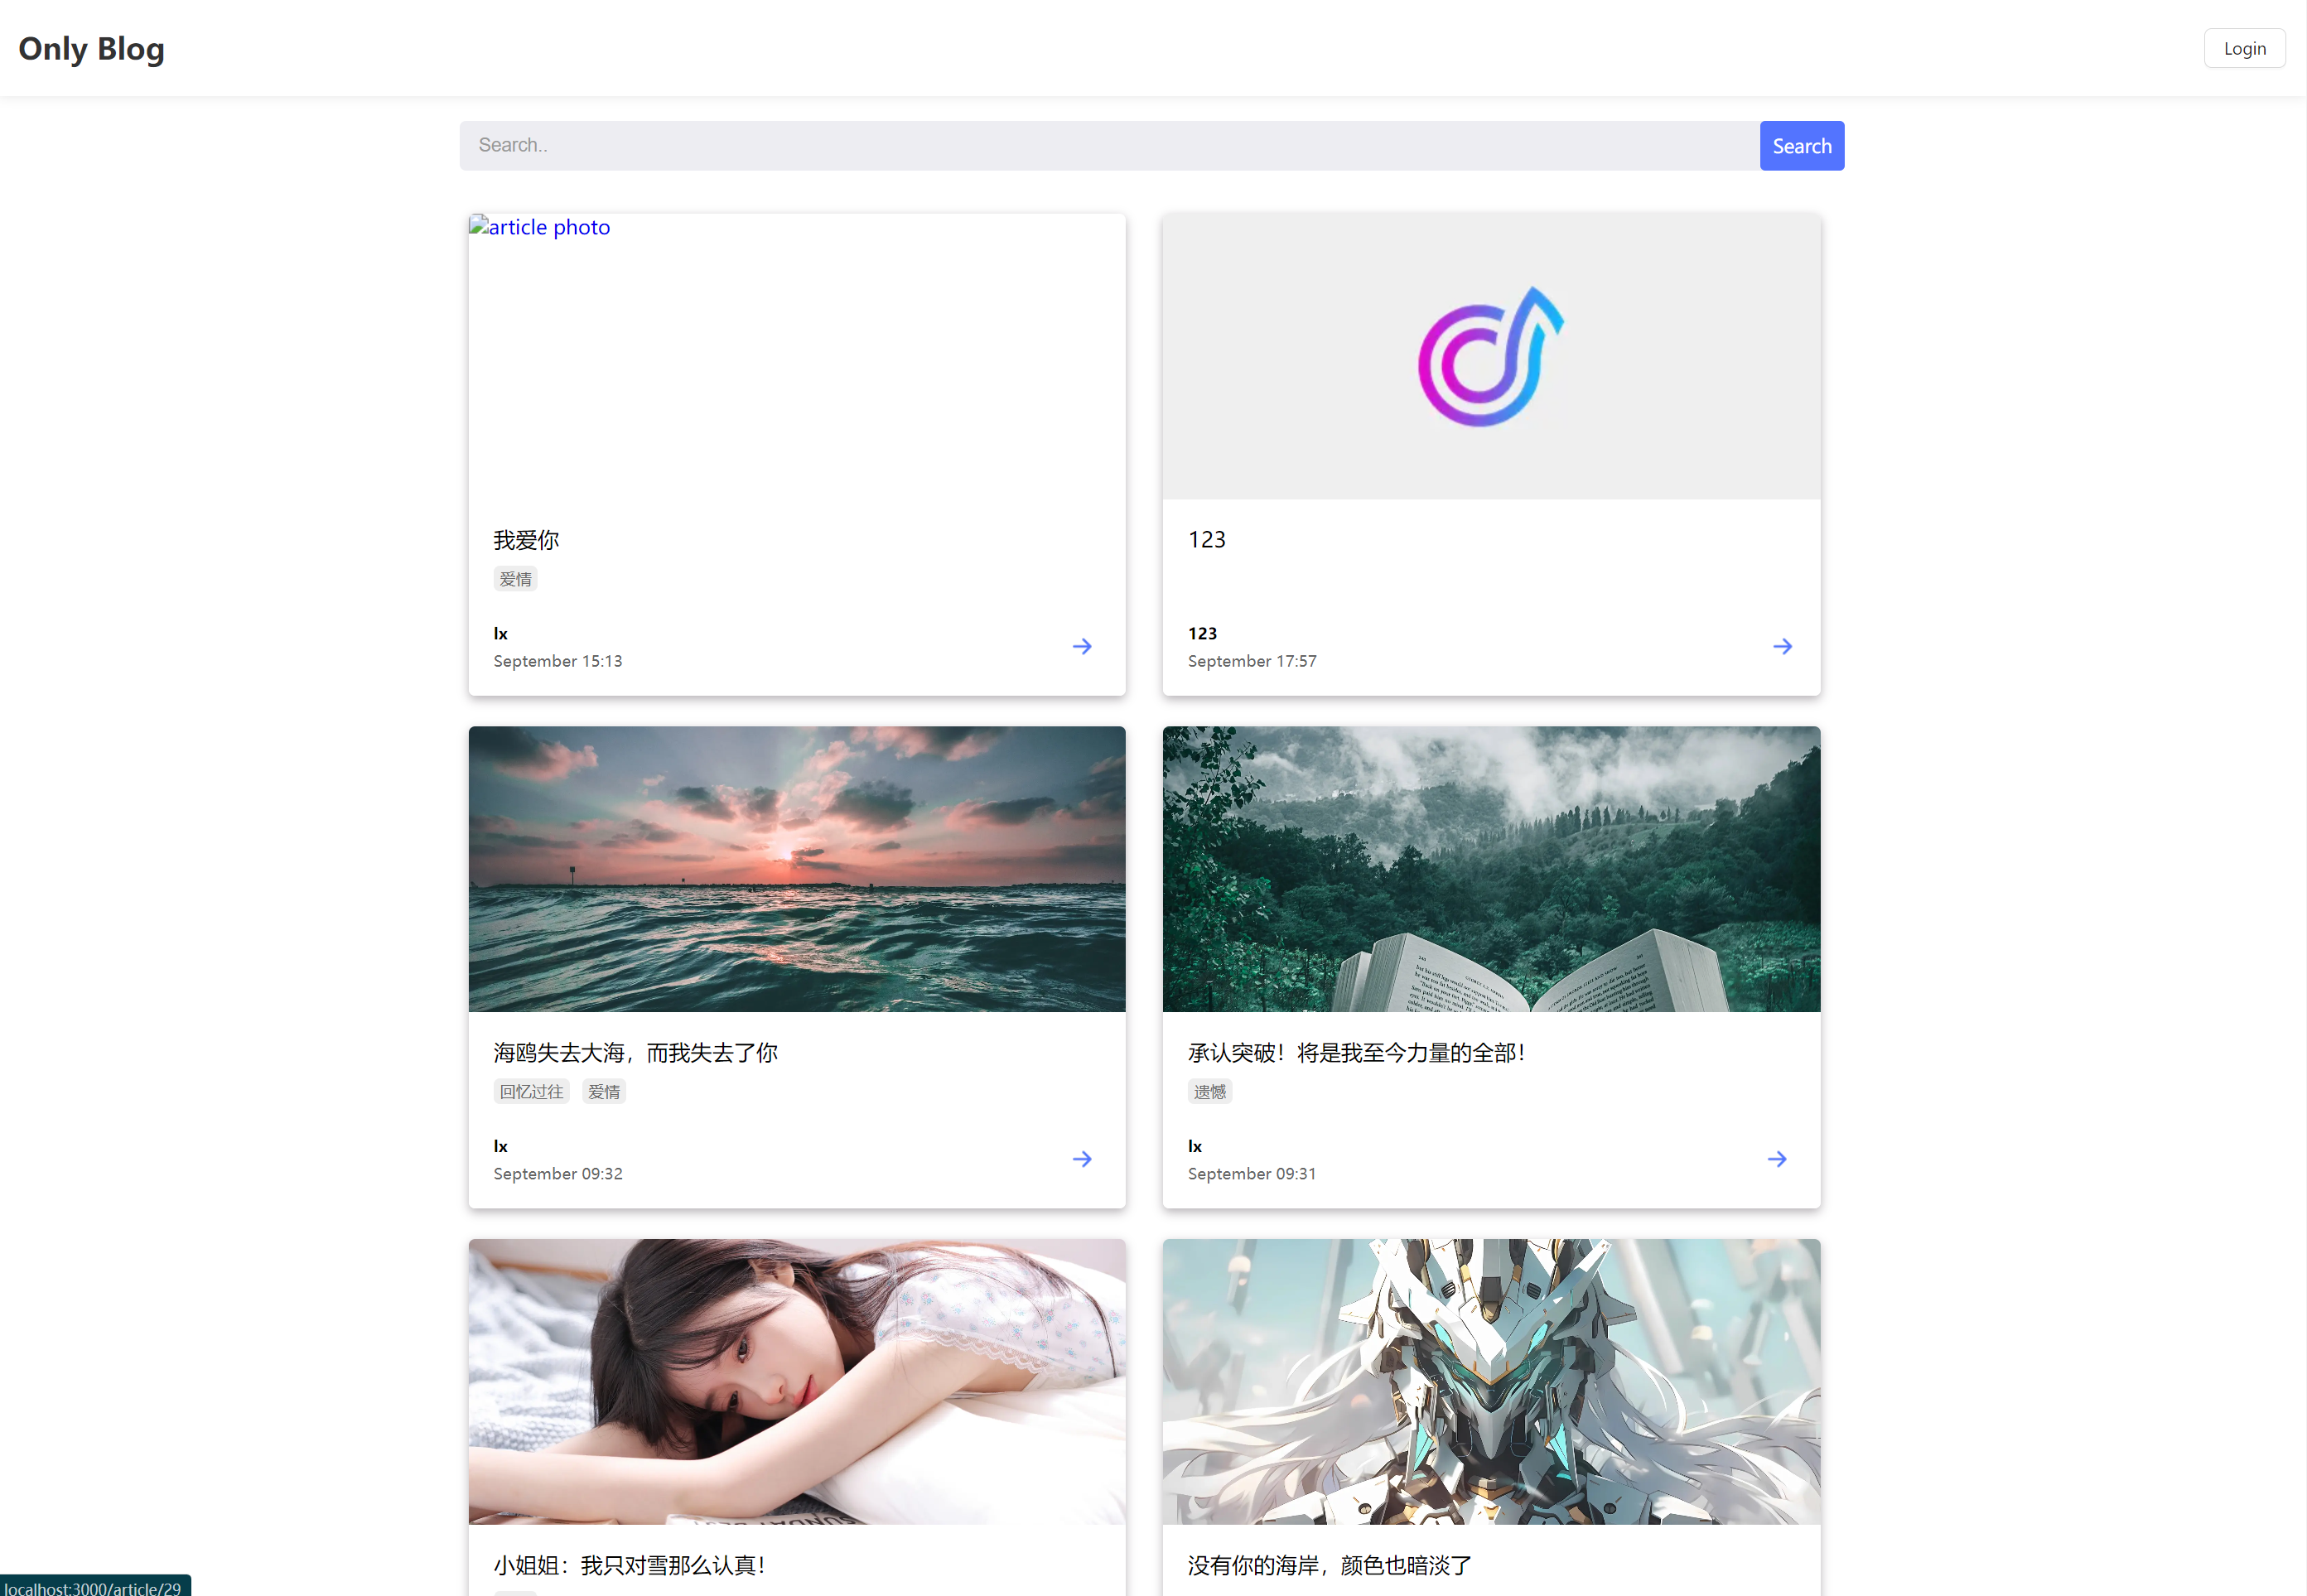 Only Blog
Login
Search..
Search
article photo
我爱你
爱情
lx
September 15:13
123
123
September 17:57
海鸥失去大海，而我失去了你
回忆过往 爱情
lx
September 09:32
承认突破！将是我至今力量的全部！
遗憾
lx
September 09:31
小姐姐：我只对雪那么认真！
没有你的海岸，颜色也暗淡了
localhost:3000/article/29